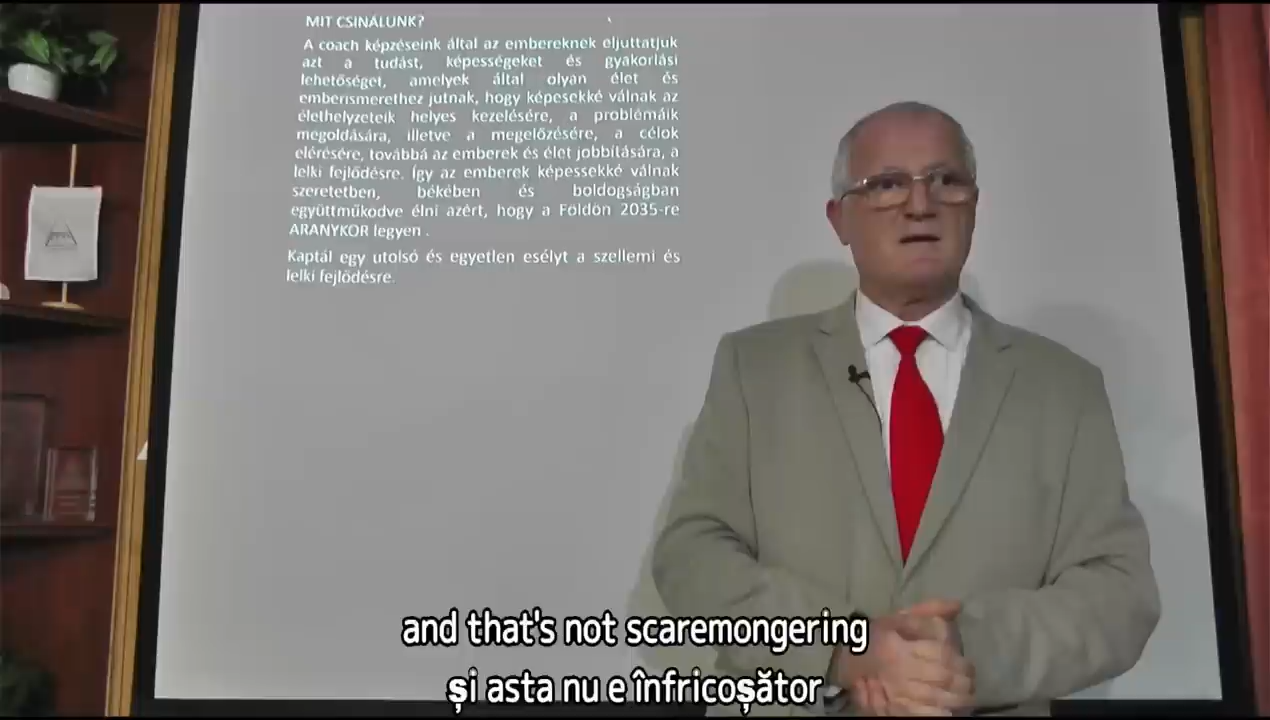 MIT CSINÁLUNK?
A coach képzéseink által az embereknek eljuttatjuk
azt a tudást, képességeket és gyakorlási
lehetőséget, amelyek által olyan élet és
emberismerethez jutnak, hogy képesekké válnak az
élethelyzeteik helyes kezelésére, a problémáik
megoldására, illetve a megelőzésére, a célok
elérésére, továbbá az emberek és élet jobbítására, a
lelki fejlődésre. Így az emberek képessekké válnak
szeretetben, békében és boldogságban
együttműkodve élni azért, hogy a Földön 2035-re
ARANYKOR legyen .
Kaptál egy utolsó és egyetlen esélyt a szellemi és
lelki fejlődésre.
and that's not scaremongering
și asta nu e înfricoșător